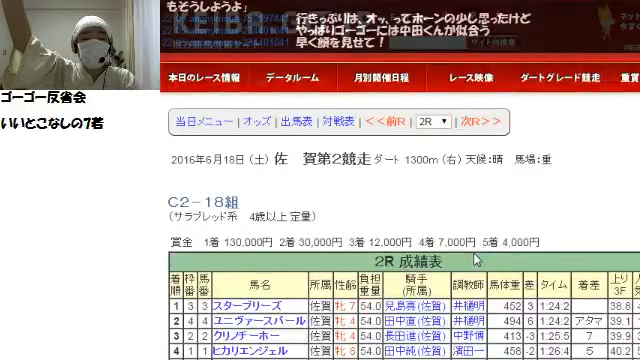 もそうしようよ」
行きっぷりは、オッ、ってホーンの少し思ったけど
やっぱりゴーゴーには中田くんが似合う
早く顔を見せて！
本日のレース情報 データルーム 月別開催日程 レース映像 ダートグレード競走 重賞
ゴーゴー反省会
いいとこなしの7着
当日メニュー | オッズ | 出馬表 | 対戦表 | <<前R | 2R | 次R>>
2016年6月18日（土） 佐 賀第2競走 ダート 1300m（右） 天候：晴 馬場：重
C2－18組
（サラブレッド系 4歳以上 定量）
賞金 1着 130,000円 2着 30,000円 3着 12,000円 4着 7,000円 5着 4,000円
2R 成績表
着順 枠番 馬番 馬名 所属 性齢 負担重量 騎手（所属） 調教師 馬体重 差 タイム 着差 上り3F
1 3 3 スターブリーズ 佐賀 牝 7 54.0 兒島真(佐賀) 井樋明 452 3 1:24.2 38.8
2 4 4 ユニヴァースパール 佐賀 牝 4 54.0 田中直(佐賀) 井樋明 494 6 1:24.2 アタマ 39.1
3 2 2 クリノチーホー 佐賀 牝 4 54.0 長田進(佐賀) 中野博 413 -3 1:25.5 7 39.9
4 1 1 ヒカリエンジェル 佐賀 牝 6 54.0 田中純(佐賀) 濱田一 458 -2 1:26.4 5 40.2